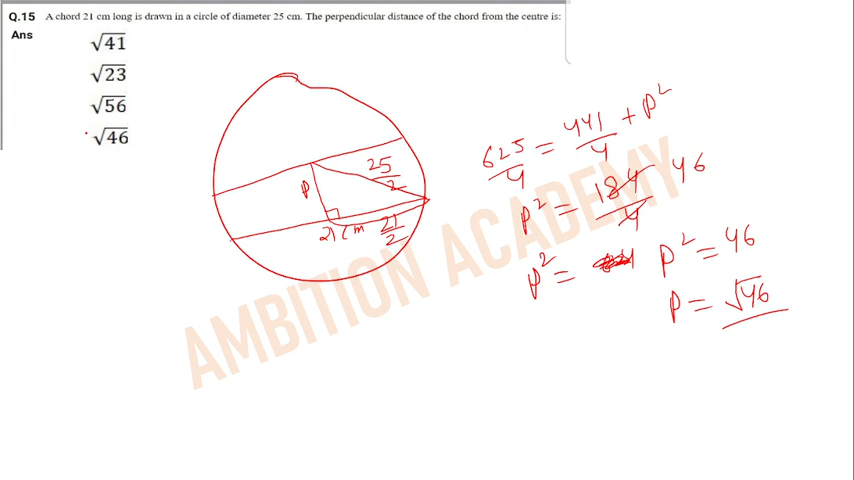 Q.15 A chord 21 cm long is drawn in a circle of diameter 25 cm. The perpendicular distance of the chord from the centre is:
Ans
√41
√23
√56
√46
25/2
P
21 cm 21/2
625/4 = 441/4 + P²
P² = 184/4 46
P² = P² = 46
P = √46
AMBITION ACADEMY